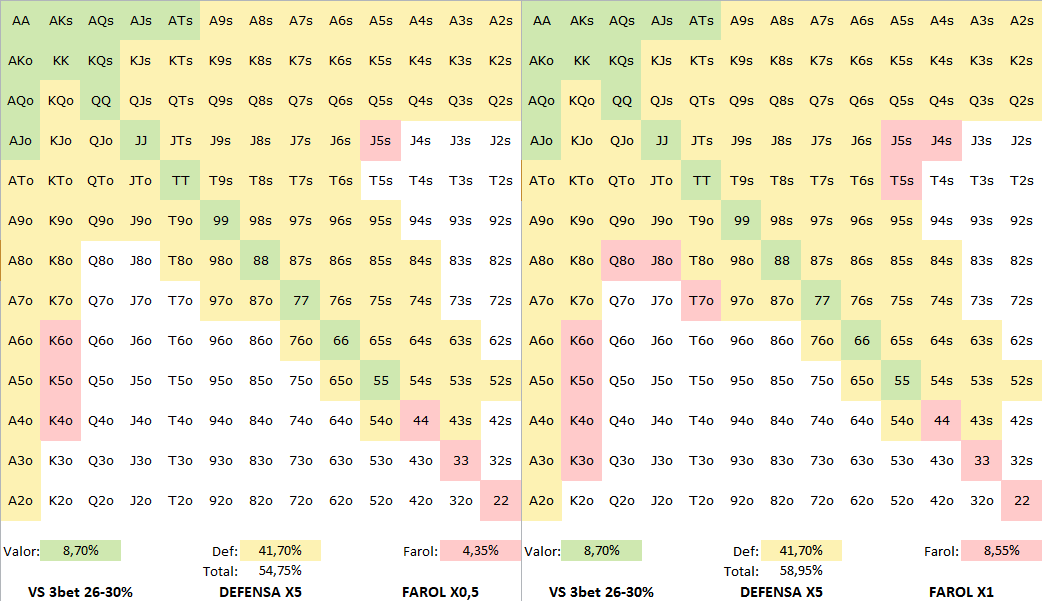 AA AKs AQs AJs ATs A9s A8s A7s A6s A5s A4s A3s A2s AA AKs AQs AJs ATs A9s A8s A7s A6s A5s A4s A3s A2s
AKo KK KQs KJs KTs K9s K8s K7s K6s K5s K4s K3s K2s AKo KK KQs KJs KTs K9s K8s K7s K6s K5s K4s K3s K2s
AQo KQo QQ QJs QTs Q9s Q8s Q7s Q6s Q5s Q4s Q3s Q2s AQo KQo QQ QJs QTs Q9s Q8s Q7s Q6s Q5s Q4s Q3s Q2s
AJo KJo QJo JJ JTs J9s J8s J7s J6s J5s J4s J3s J2s AJo KJo QJo JJ JTs J9s J8s J7s J6s J5s J4s J3s J2s
ATo KTo QTo JTo TT T9s T8s T7s T6s T5s T4s T3s T2s ATo KTo QTo JTo TT T9s T8s T7s T6s T5s T4s T3s T2s
A9o K9o Q9o J9o T9o 99 98s 97s 96s 95s 94s 93s 92s A9o K9o Q9o J9o T9o 99 98s 97s 96s 95s 94s 93s 92s
A8o K8o Q8o J8o T8o 98o 88 87s 86s 85s 84s 83s 82s A8o K8o Q8o J8o T8o 98o 88 87s 86s 85s 84s 83s 82s
A7o K7o Q7o J7o T7o 97o 87o 77 76s 75s 74s 73s 72s A7o K7o Q7o J7o T7o 97o 87o 77 76s 75s 74s 73s 72s
A6o K6o Q6o J6o T6o 96o 86o 76o 66 65s 64s 63s 62s A6o K6o Q6o J6o T6o 96o 86o 76o 66 65s 64s 63s 62s
A5o K5o Q5o J5o T5o 95o 85o 75o 65o 55 54s 53s 52s A5o K5o Q5o J5o T5o 95o 85o 75o 65o 55 54s 53s 52s
A4o K4o Q4o J4o T4o 94o 84o 74o 64o 54o 44 43s 42s A4o K4o Q4o J4o T4o 94o 84o 74o 64o 54o 44 43s 42s
A3o K3o Q3o J3o T3o 93o 83o 73o 63o 53o 43o 33 32s A3o K3o Q3o J3o T3o 93o 83o 73o 63o 53o 43o 33 32s
A2o K2o Q2o J2o T2o 92o 82o 72o 62o 52o 42o 32o 22 A2o K2o Q2o J2o T2o 92o 82o 72o 62o 52o 42o 32o 22
Valor: 8,70% Def: 41,70% Farol: 4,35% Valor: 8,70% Def: 41,70% Farol: 8,55%
Total: 54,75% Total: 58,95%
VS 3bet 26-30% DEFENSA X5 FAROL X0,5 VS 3bet 26-30% DEFENSA X5 FAROL X1